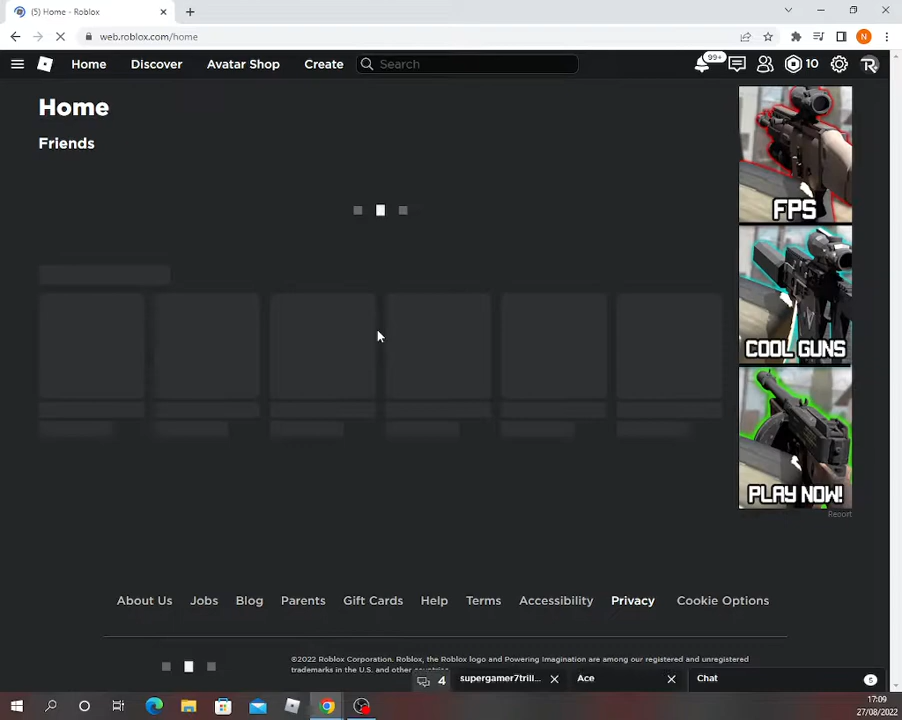 (5) Home - Roblox
web.roblox.com/home
N
Home
Discover
Avatar Shop
Create
Search
99+
10
Home
Friends
FPS
COOL GUNS
PLAY NOW!
Report
About Us
Jobs
Blog
Parents
Gift Cards
Help
Terms
Accessibility
Privacy
Cookie Options
©2022 Roblox Corporation. Roblox, the Roblox logo and Powering Imagination are among our registered and unregistered
trademarks in the U.S. and other countries.
4
supergamer7trill...
Ace
Chat
5
17:09
27/08/2022